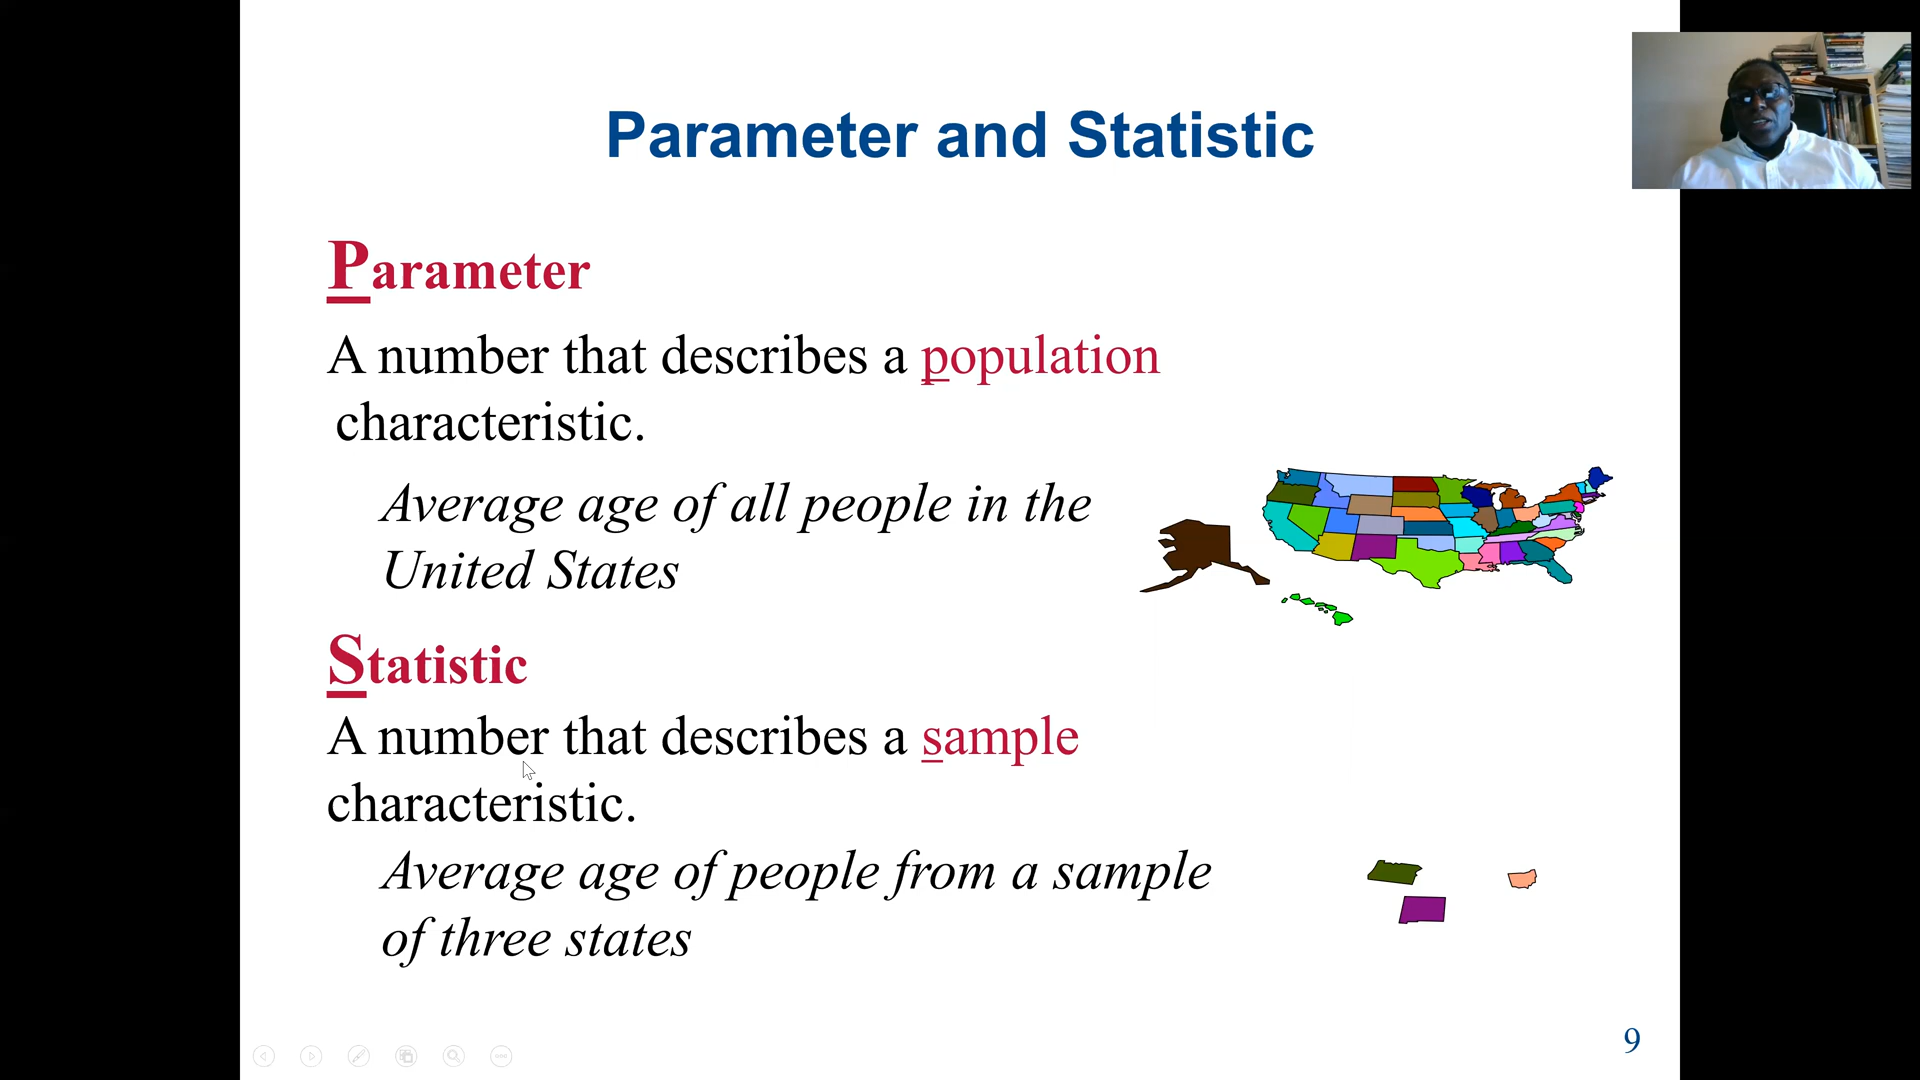 Parameter and Statistic
Parameter
A number that describes a population
characteristic.
Average age of all people in the
United States
Statistic
A number that describes a sample
characteristic.
Average age of people from a sample
of three states
9